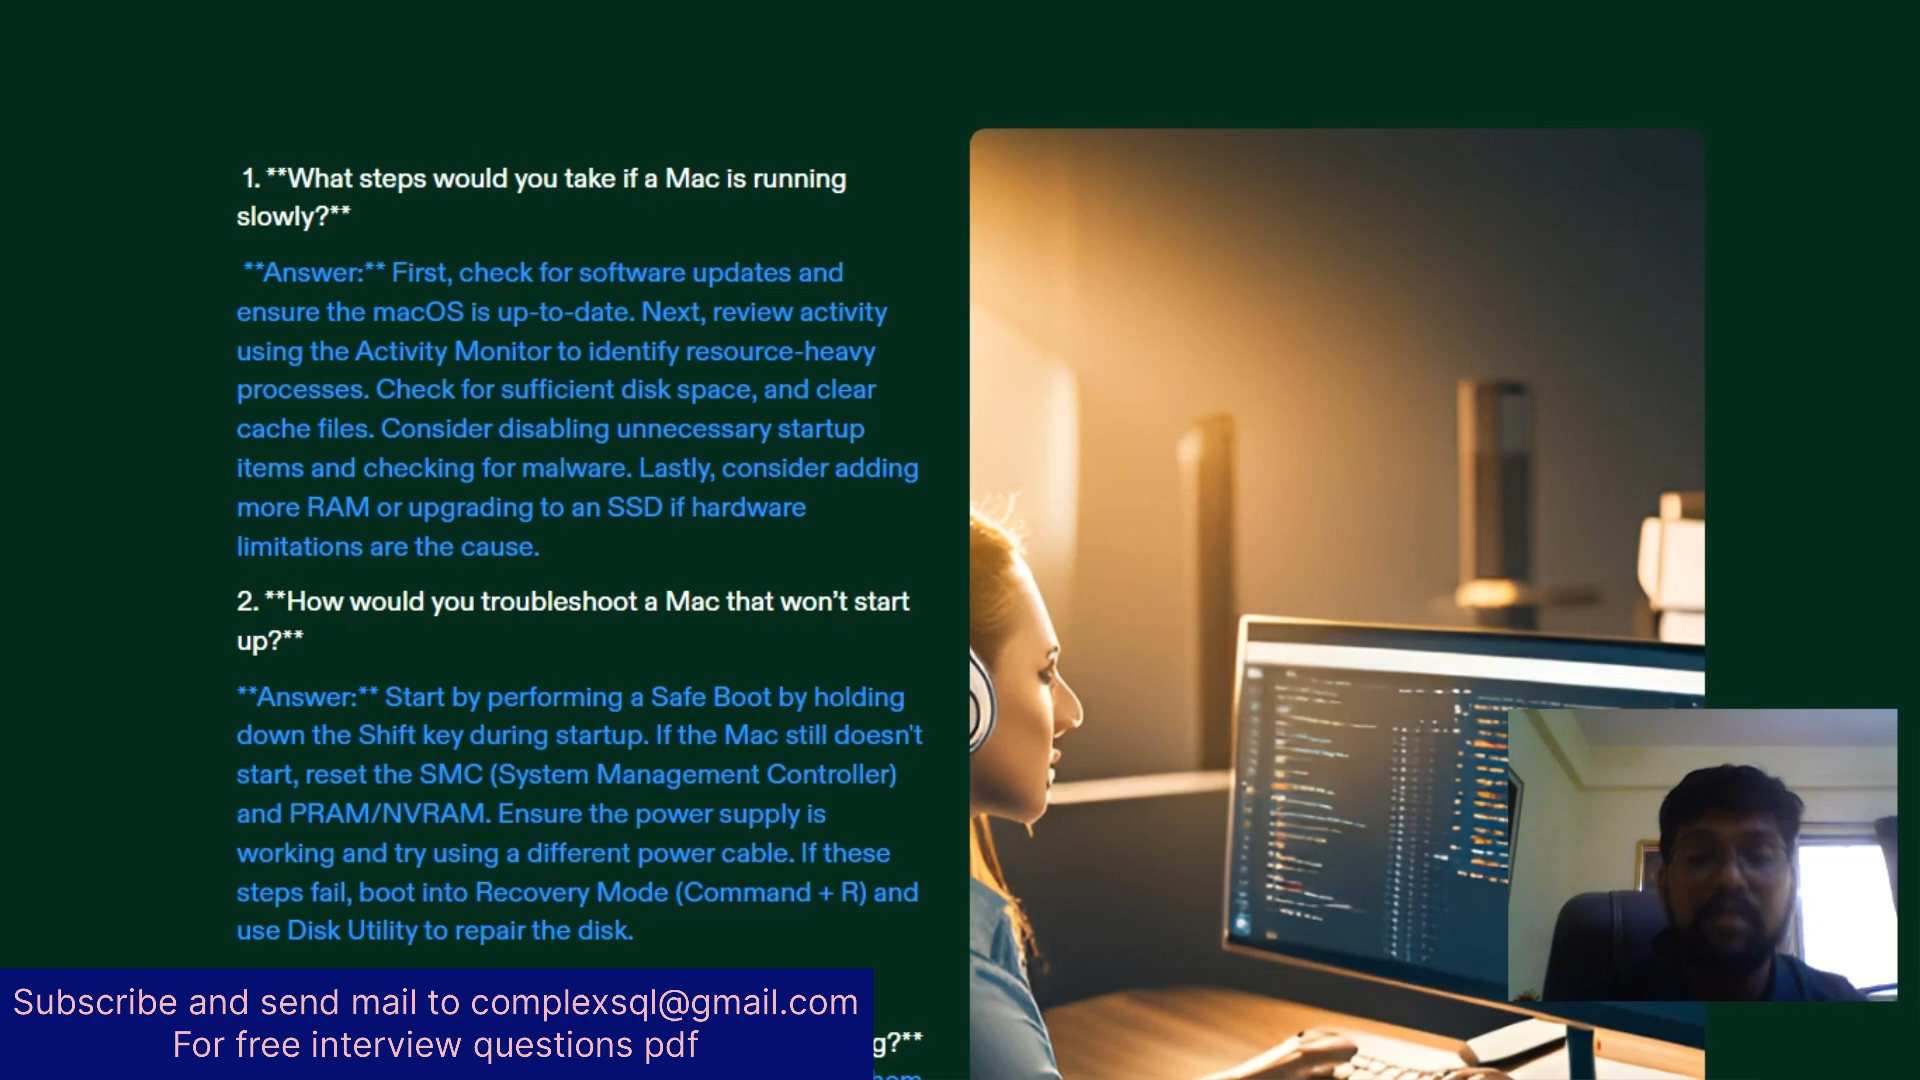 1. **What steps would you take if a Mac is running
slowly?**
**Answer:** First, check for software updates and
ensure the macOS is up-to-date. Next, review activity
using the Activity Monitor to identify resource-heavy
processes. Check for sufficient disk space, and clear
cache files. Consider disabling unnecessary startup
items and checking for malware. Lastly, consider adding
more RAM or upgrading to an SSD if hardware
limitations are the cause.
2. **How would you troubleshoot a Mac that won’t start
up?**
**Answer:** Start by performing a Safe Boot by holding
down the Shift key during startup. If the Mac still doesn't
start, reset the SMC (System Management Controller)
and PRAM/NVRAM. Ensure the power supply is
working and try using a different power cable. If these
steps fail, boot into Recovery Mode (Command + R) and
use Disk Utility to repair the disk.
g?**
Subscribe and send mail to complexsql@gmail.com
For free interview questions pdf